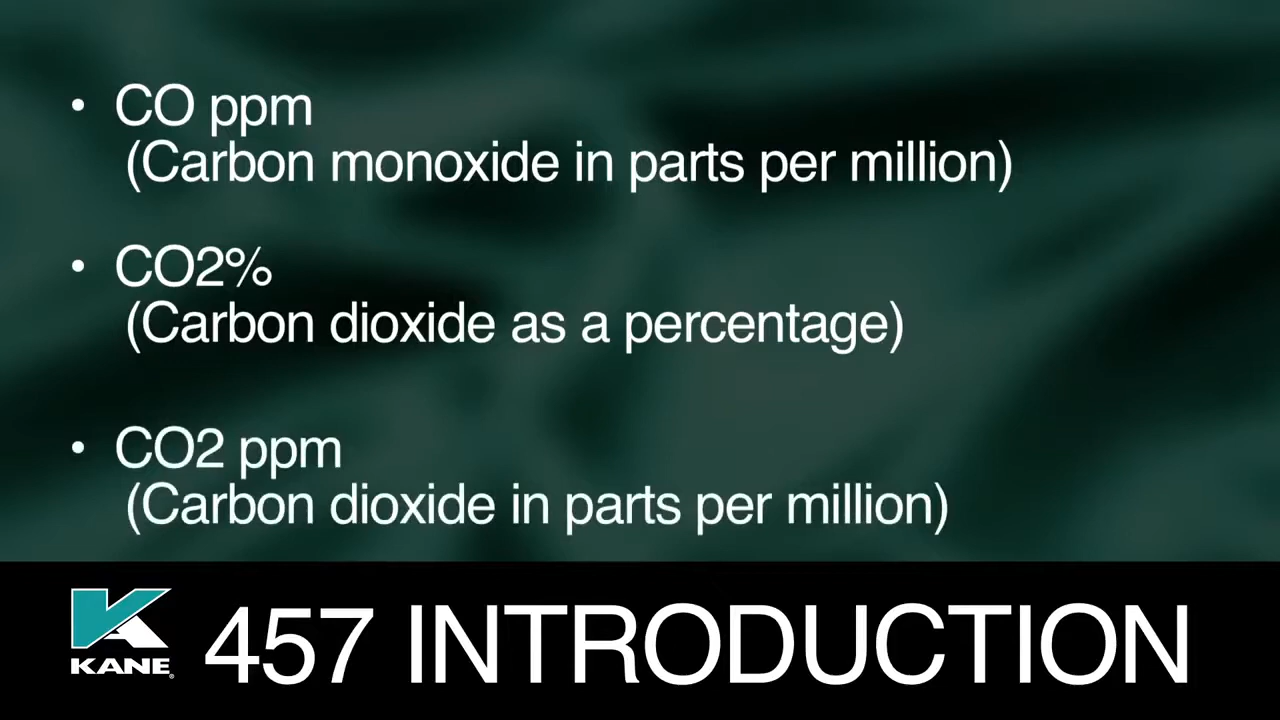 • CO ppm
(Carbon monoxide in parts per million)
• CO2%
(Carbon dioxide as a percentage)
• CO2 ppm
(Carbon dioxide in parts per million)
KANE®
457 INTRODUCTION